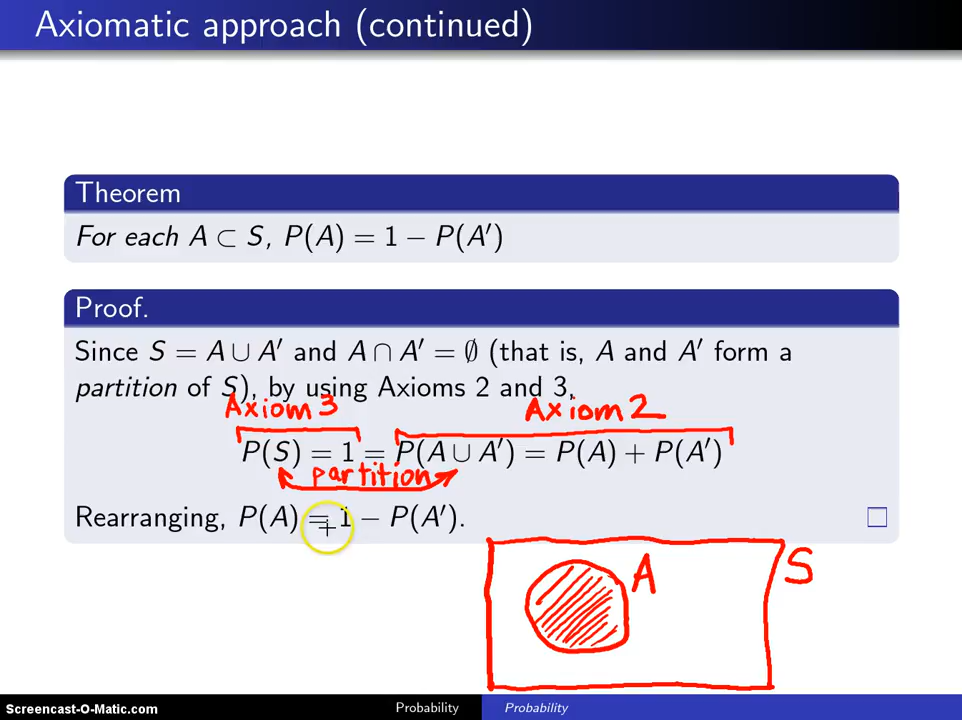 Axiomatic approach (continued)
Theorem
For each A ⊂ S, P(A) = 1 − P(A′)
Proof.
Since S = A ∪ A′ and A ∩ A′ = ∅ (that is, A and A′ form a
partition of S), by using Axioms 2 and 3,
Axiom 3 Axiom 2
P(S) = 1 = P(A ∪ A′) = P(A) + P(A′)
partition
Rearranging, P(A) = 1 − P(A′).
A S
Screencast-O-Matic.com Probability Probability